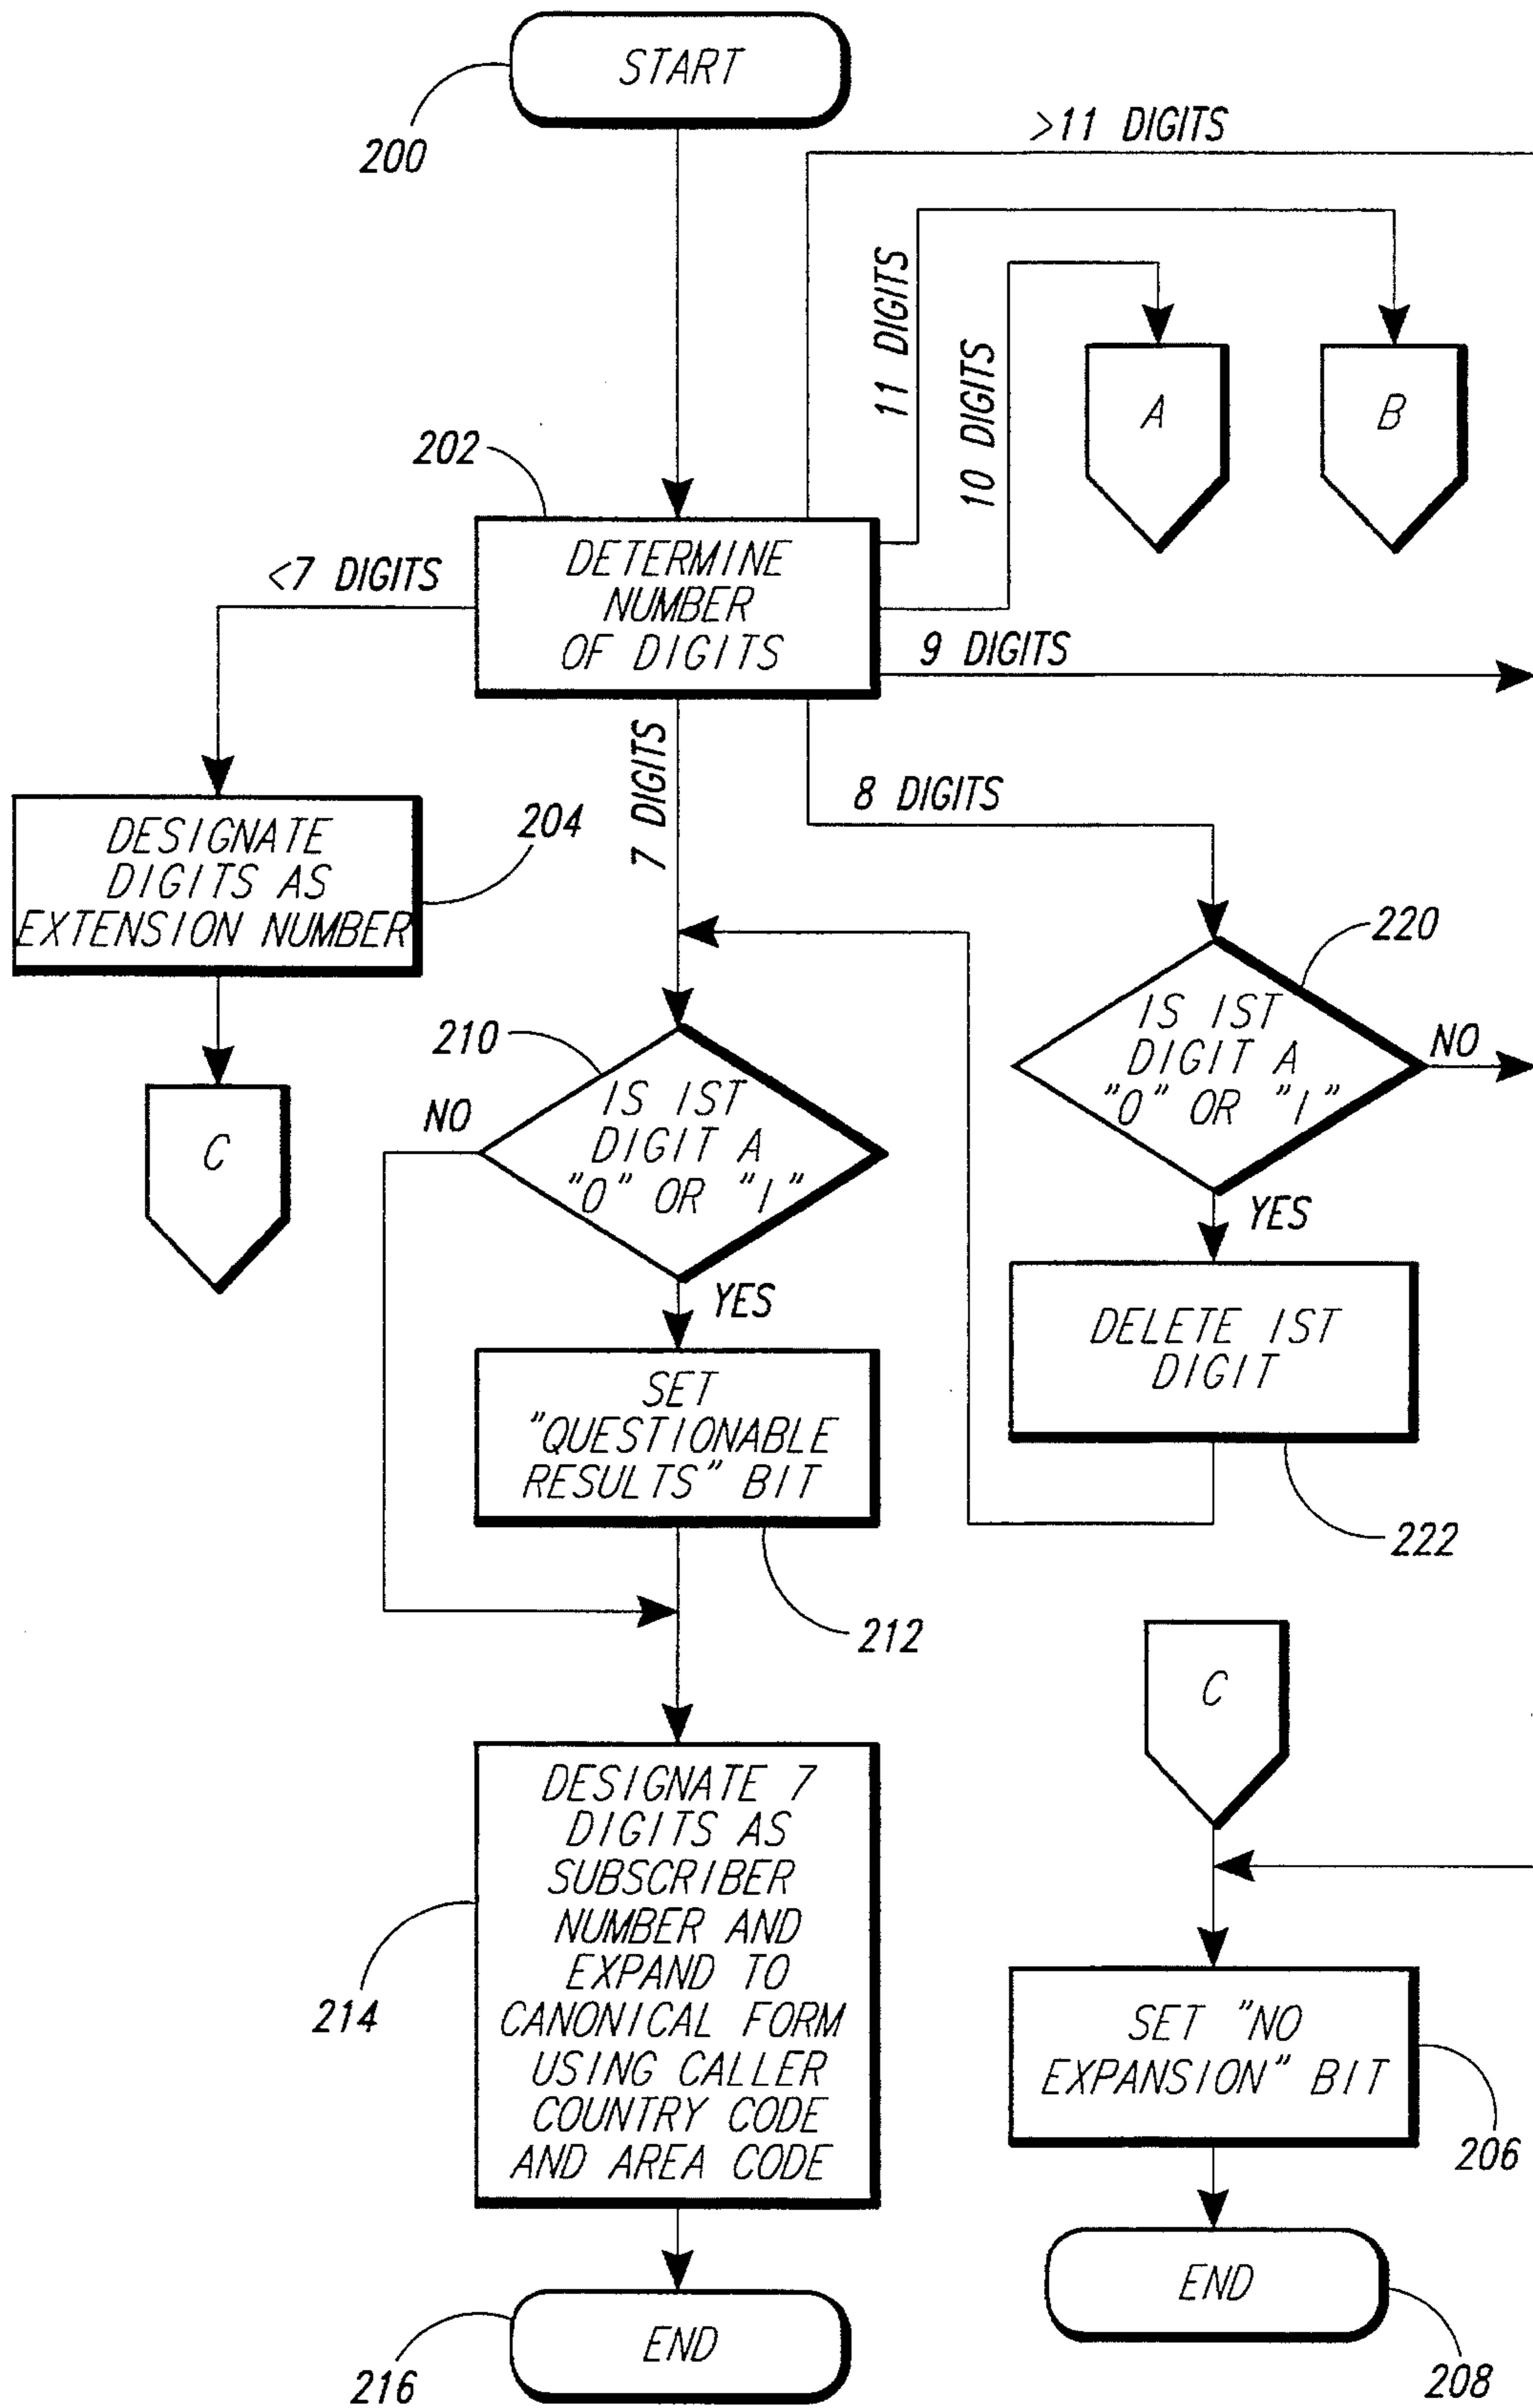 START
200
>11 DIGITS
11 DIGITS
10 DIGITS
A
B
202
DETERMINE
NUMBER
OF DIGITS
<7 DIGITS
9 DIGITS
7 DIGITS
8 DIGITS
DESIGNATE
DIGITS AS
EXTENSION NUMBER
204
C
220
IS 1ST
DIGIT A
"0" OR "1"
NO
YES
210
IS 1ST
DIGIT A
"0" OR "1"
NO
YES
DELETE 1ST
DIGIT
222
SET
"QUESTIONABLE
RESULTS" BIT
212
C
DESIGNATE 7
DIGITS AS
SUBSCRIBER
NUMBER AND
EXPAND TO
CANONICAL FORM
USING CALLER
COUNTRY CODE
AND AREA CODE
214
SET "NO
EXPANSION" BIT
206
END
208
END
216